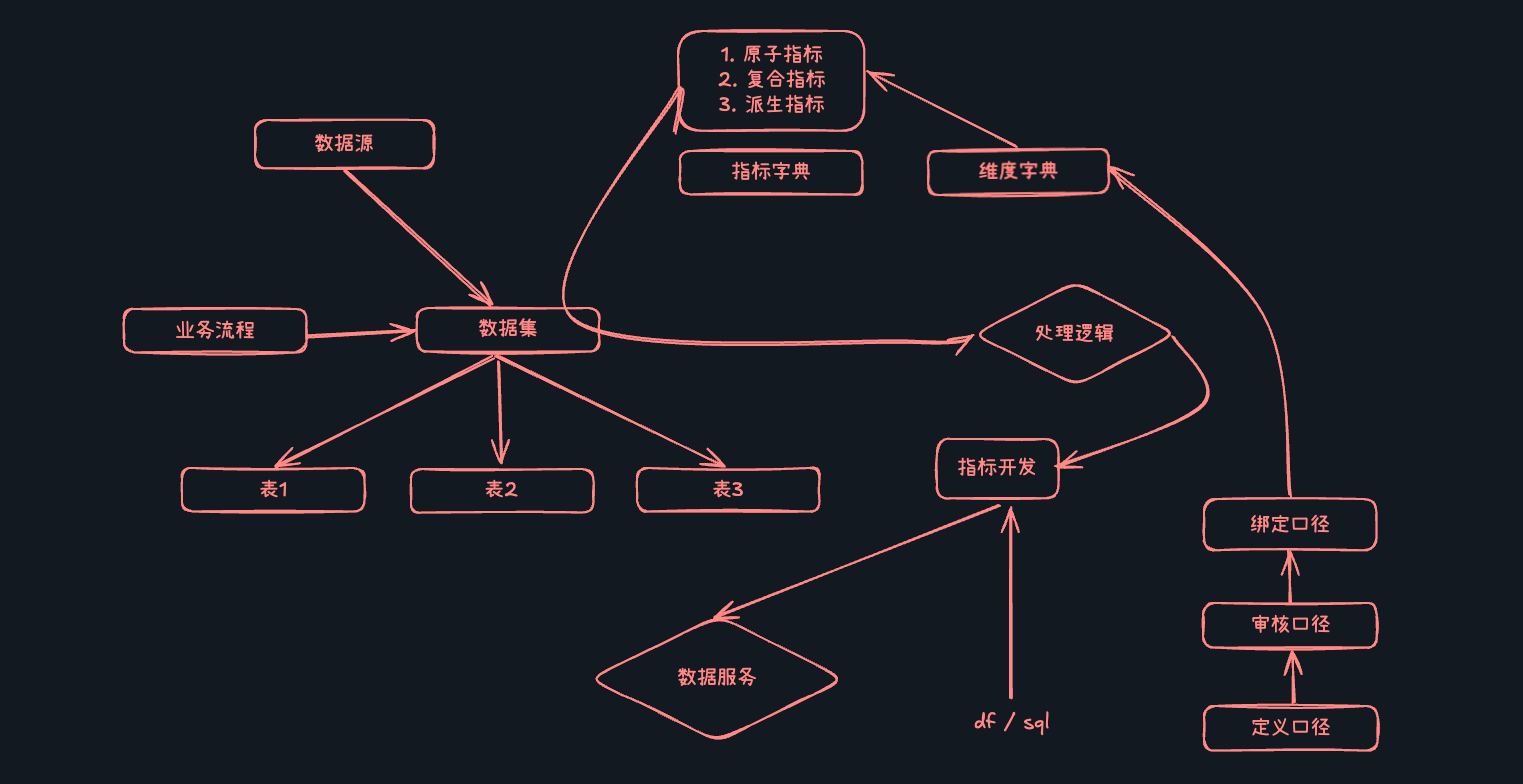 1. 原子指标
2. 复合指标
3. 派生指标
数据源
指标字典
维度字典
业务流程
数据集
处理逻辑
指标开发
表1
表2
表3
绑定口径
审核口径
数据服务
df / sql
定义口径